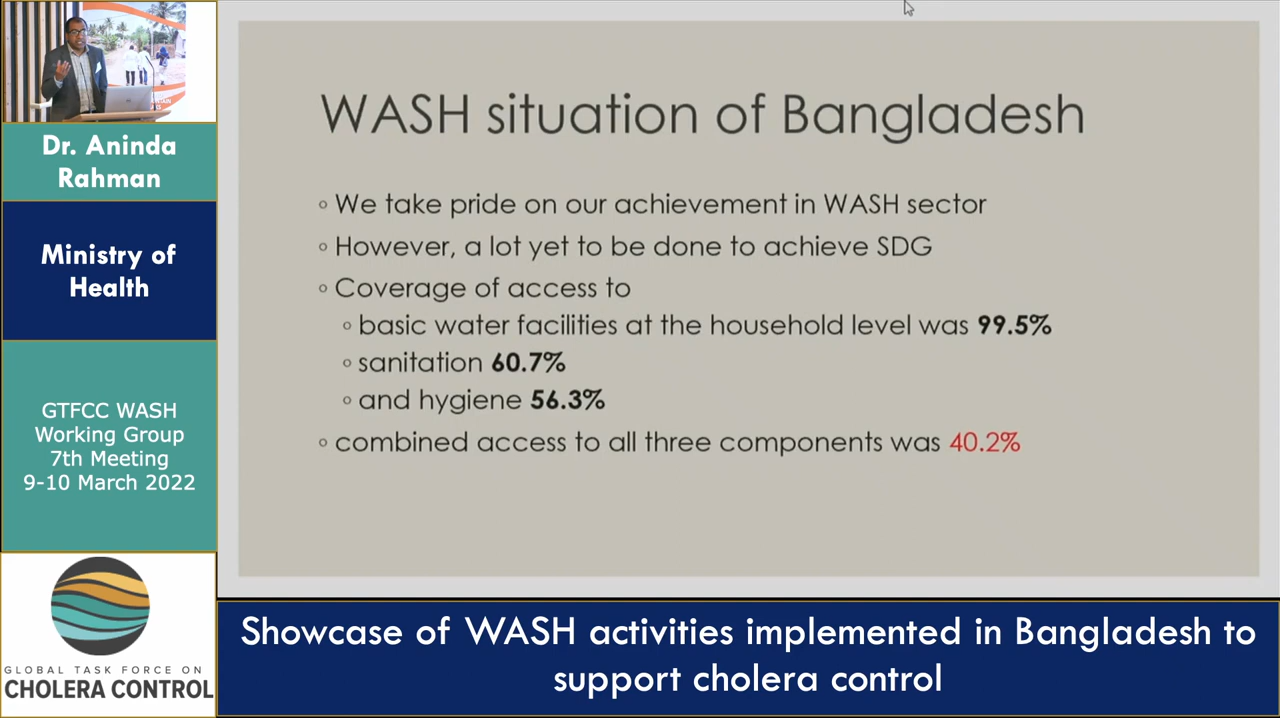 Dr. Aninda
Rahman
Ministry of
Health
GTFCC WASH
Working Group
7th Meeting
9-10 March 2022
GLOBAL TASK FORCE ON
CHOLERA CONTROL
WASH situation of Bangladesh
◦ We take pride on our achievement in WASH sector
◦ However, a lot yet to be done to achieve SDG
◦ Coverage of access to
◦ basic water facilities at the household level was 99.5%
◦ sanitation 60.7%
◦ and hygiene 56.3%
◦ combined access to all three components was 40.2%
Showcase of WASH activities implemented in Bangladesh to
support cholera control